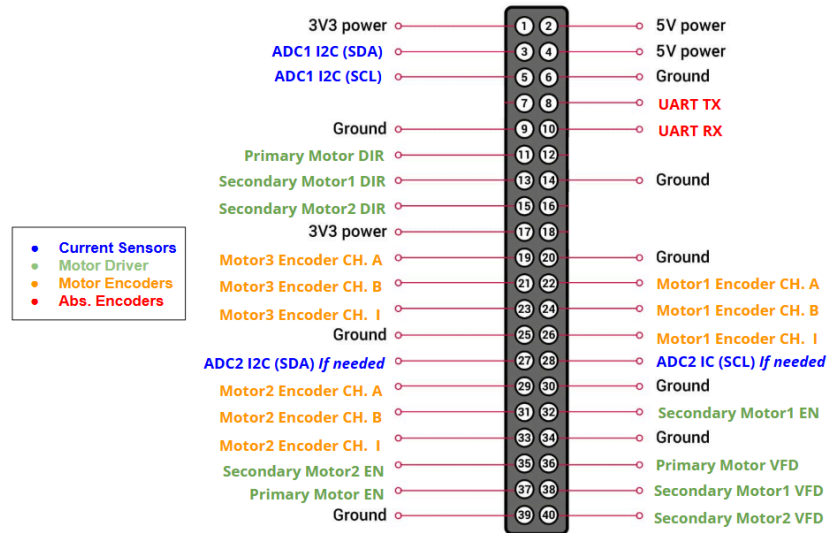 3V3 power 1 2 5V power
ADC1 I2C (SDA) 3 4 5V power
ADC1 I2C (SCL) 5 6 Ground
7 8 UART TX
Ground 9 10 UART RX
Primary Motor DIR 11 12
Secondary Motor1 DIR 13 14 Ground
Secondary Motor2 DIR 15 16
3V3 power 17 18
Motor3 Encoder CH. A 19 20 Ground
Motor3 Encoder CH. B 21 22 Motor1 Encoder CH. A
Motor3 Encoder CH. I 23 24 Motor1 Encoder CH. B
Ground 25 26 Motor1 Encoder CH. I
ADC2 I2C (SDA) If needed 27 28 ADC2 IC (SCL) If needed
Motor2 Encoder CH. A 29 30 Ground
Motor2 Encoder CH. B 31 32 Secondary Motor1 EN
Motor2 Encoder CH. I 33 34 Ground
Secondary Motor2 EN 35 36 Primary Motor VFD
Primary Motor EN 37 38 Secondary Motor1 VFD
Ground 39 40 Secondary Motor2 VFD
Current Sensors
Motor Driver
Motor Encoders
Abs. Encoders